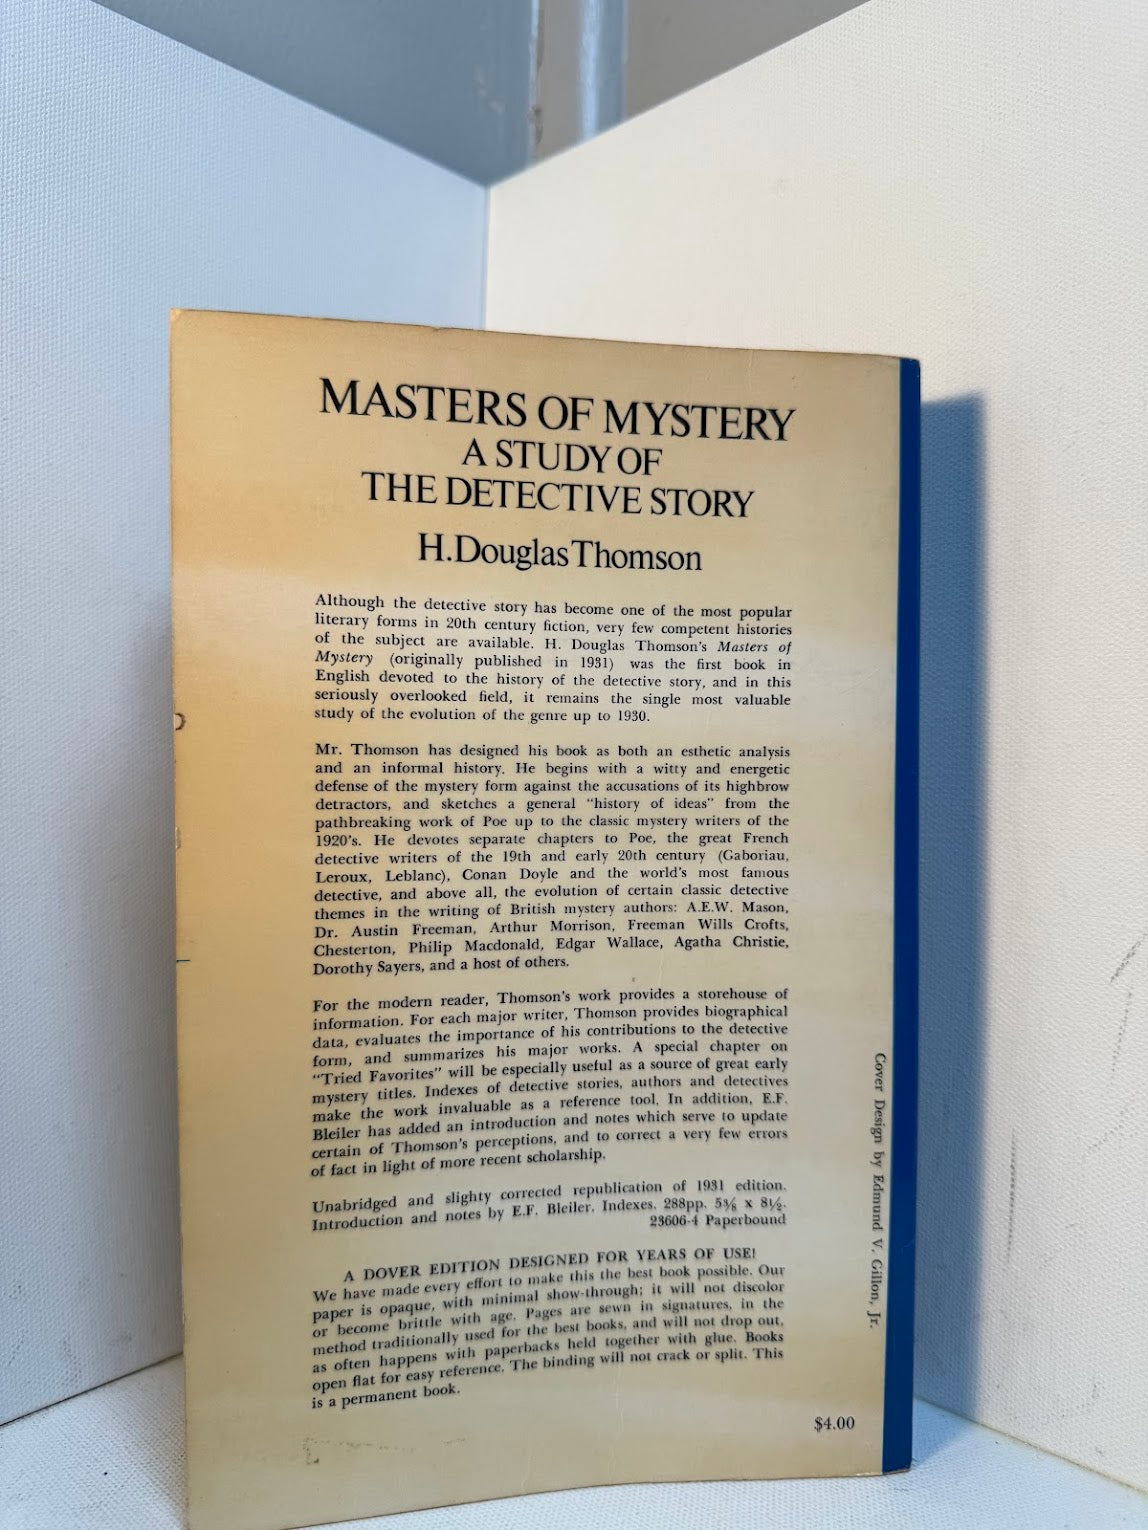 MASTERS OF MYSTERY
A STUDY OF
THE DETECTIVE STORY
H. Douglas Thomson
Although the detective story has become one of the most popular
literary forms in 20th century fiction, very few competent histories
of the subject are available. H. Douglas Thomson's Masters of
Mystery (originally published in 1931) was the first book in
English devoted to the history of the detective story, and in this
seriously overlooked field, it remains the single most valuable
study of the evolution of the genre up to 1930.
Mr. Thomson has designed his book as both an esthetic analysis
and an informal history. He begins with a witty and energetic
defense of the mystery form against the accusations of its highbrow
detractors, and sketches a general "history of ideas" from the
pathbreaking work of Poe up to the classic mystery writers of the
1920's. He devotes separate chapters to Poe, the great French
detective writers of the 19th and early 20th century (Gaboriau,
Leroux, Leblanc), Conan Doyle and the world's most famous
detective, and above all, the evolution of certain classic detective
themes in the writing of British mystery authors: A.E.W. Mason,
Dr. Austin Freeman, Arthur Morrison, Freeman Wills Crofts,
Chesterton, Philip Macdonald, Edgar Wallace, Agatha Christie,
Dorothy Sayers, and a host of others.
For the modern reader, Thomson's work provides a storehouse of
information. For each major writer, Thomson provides biographical
data, evaluates the importance of his contributions to the detective
form, and summarizes his major works. A special chapter on
"Tried Favorites" will be especially useful as a source of great early
mystery titles. Indexes of detective stories, authors and detectives
make the work invaluable as a reference tool. In addition, E.F.
Bleiler has added an introduction and notes which serve to update
certain of Thomson's perceptions, and to correct a very few errors
of fact in light of more recent scholarship.
Unabridged and slighty corrected republication of 1931 edition.
Introduction and notes by E.F. Bleiler. Indexes. 288pp. 5⅜ x 8½.
23606-4 Paperbound
A DOVER EDITION DESIGNED FOR YEARS OF USE!
We have made every effort to make this the best book possible. Our
paper is opaque, with minimal show-through; it will not discolor
or become brittle with age. Pages are sewn in signatures, in the
method traditionally used for the best books, and will not drop out,
as often happens with paperbacks held together with glue. Books
open flat for easy reference. The binding will not crack or split. This
is a permanent book.
$4.00
Cover Design by Edmund V. Gillon, Jr.